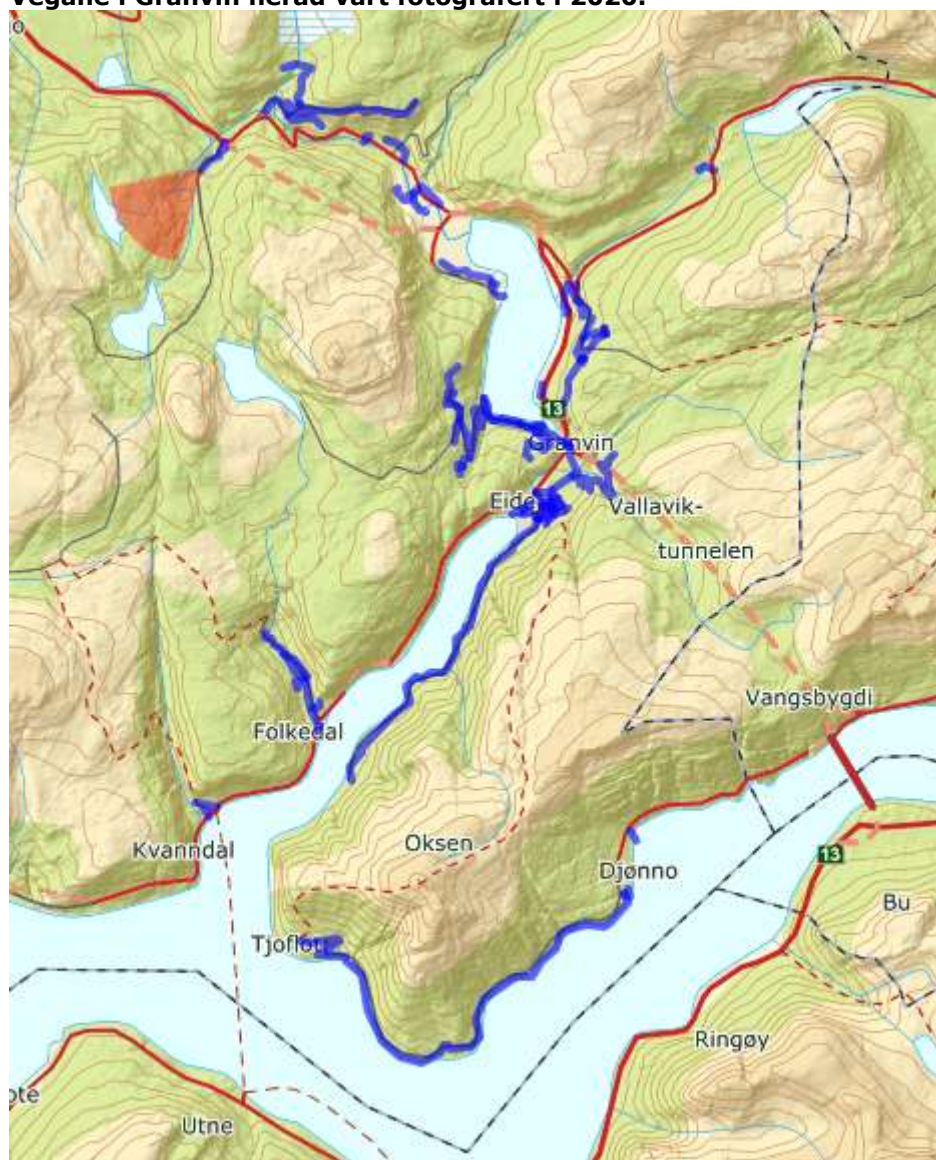 Vegane i Granvin herad vart fotografert i 2020.
13
Granvin
Eide
Vallavik-
tunnelen
Vangsbygdi
Folkedal
Oksen
Kvanndal
13
Djønno
Bu
Tjoflot
Ringøy
Utne